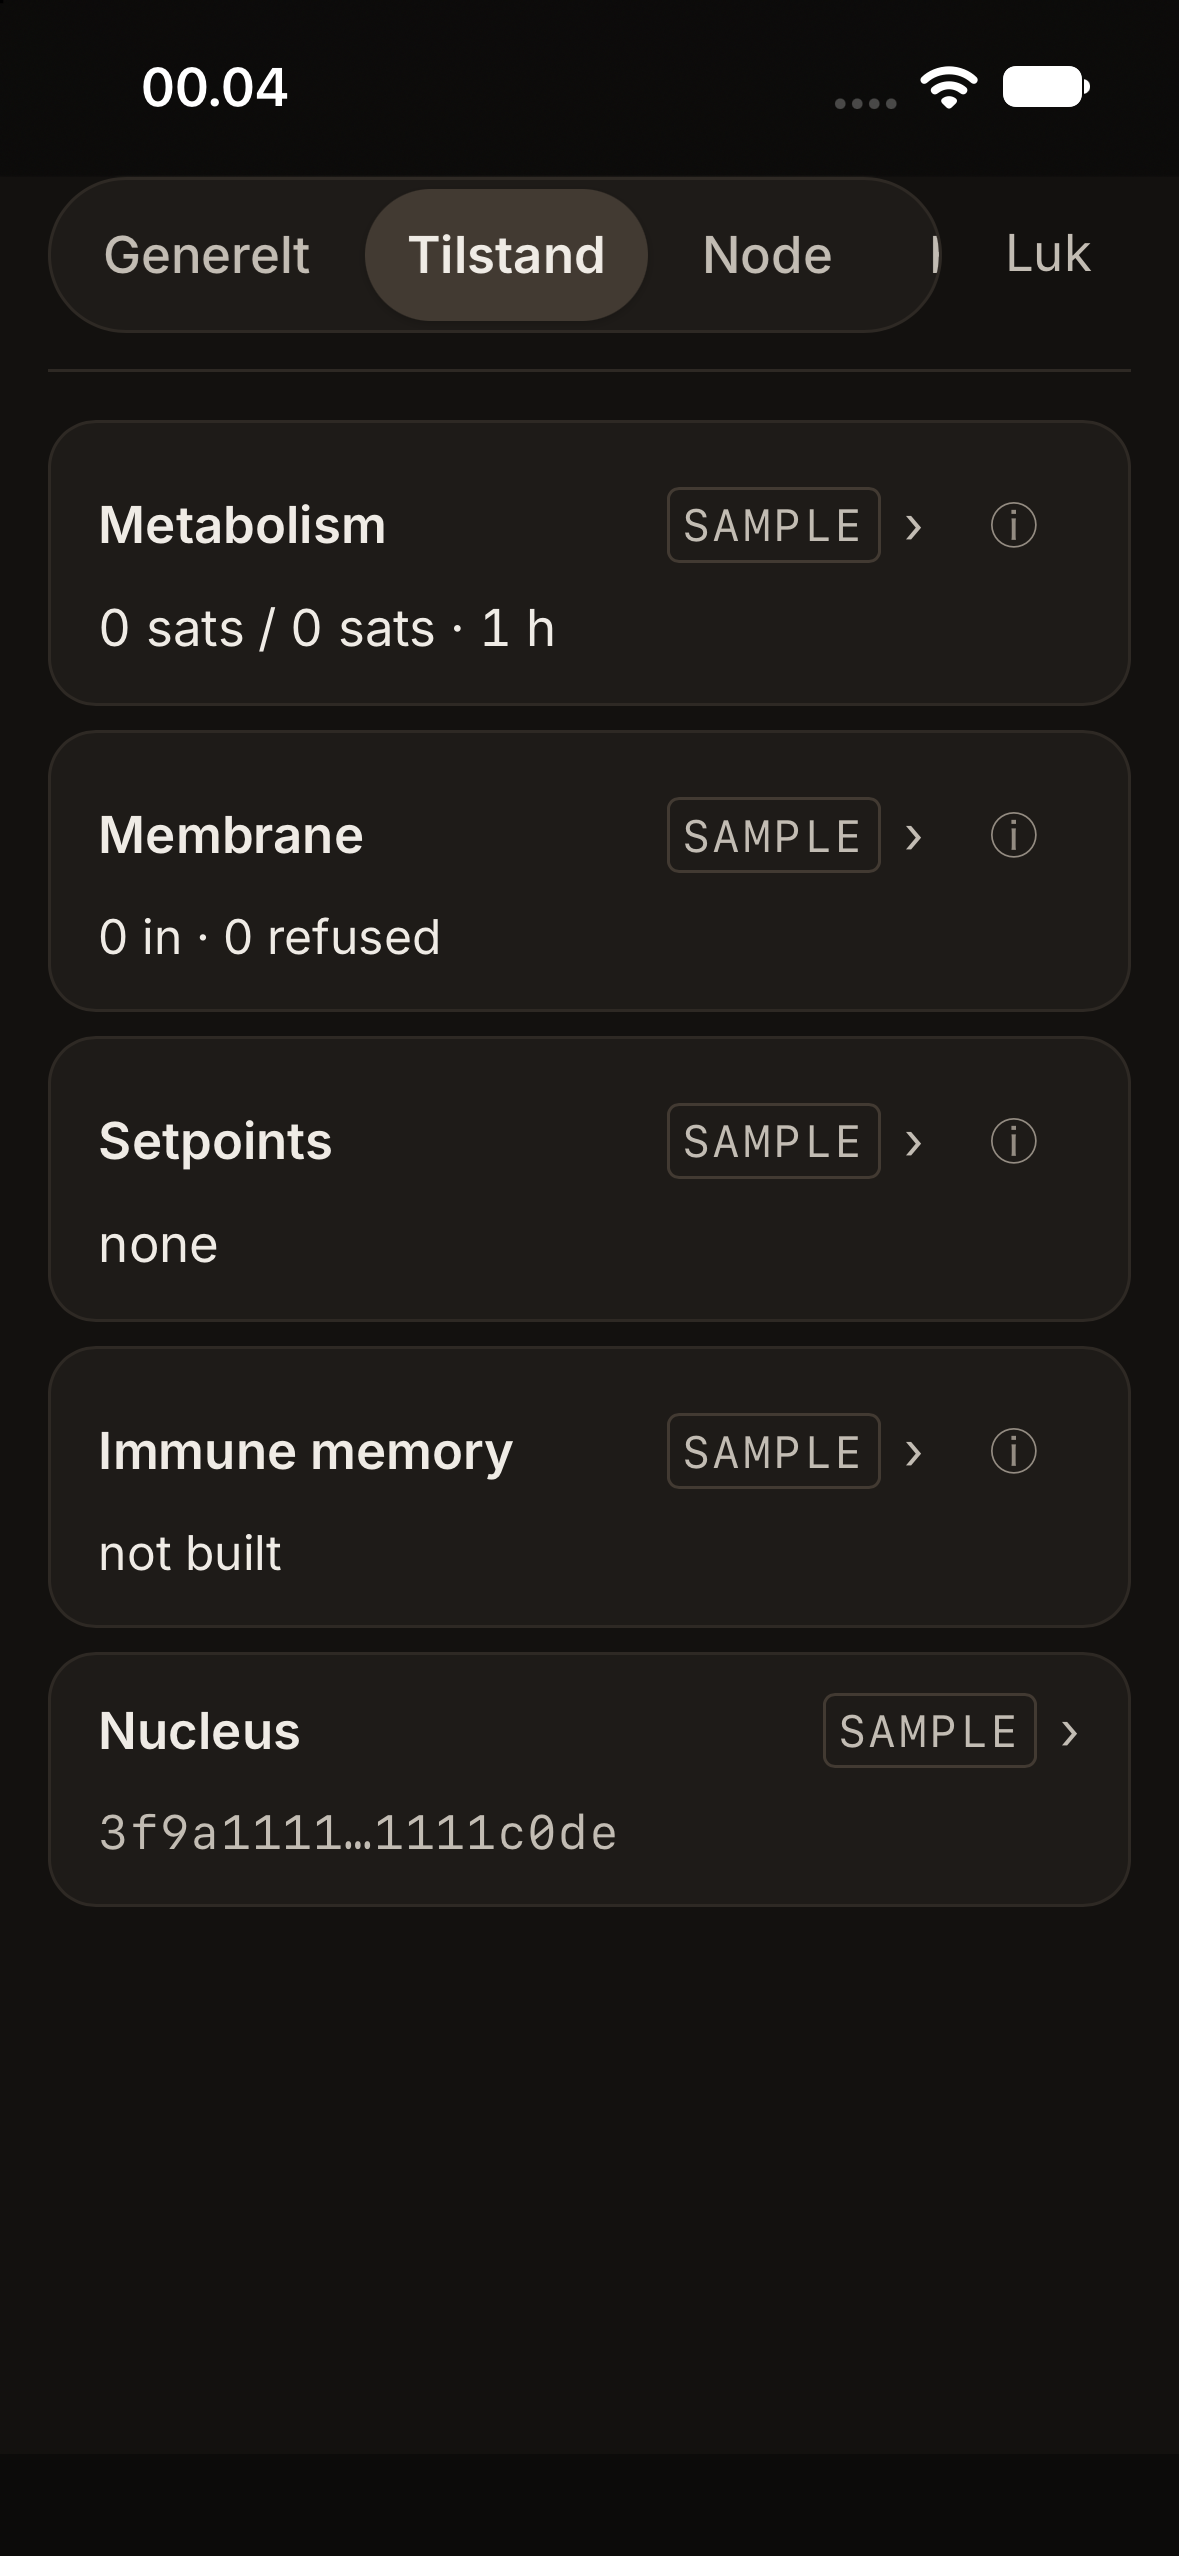 00.04
Generelt Tilstand Node Luk
Metabolism SAMPLE › ⓘ
0 sats / 0 sats · 1 h
Membrane SAMPLE › ⓘ
0 in · 0 refused
Setpoints SAMPLE › ⓘ
none
Immune memory SAMPLE › ⓘ
not built
Nucleus SAMPLE ›
3f9a1111…1111c0de